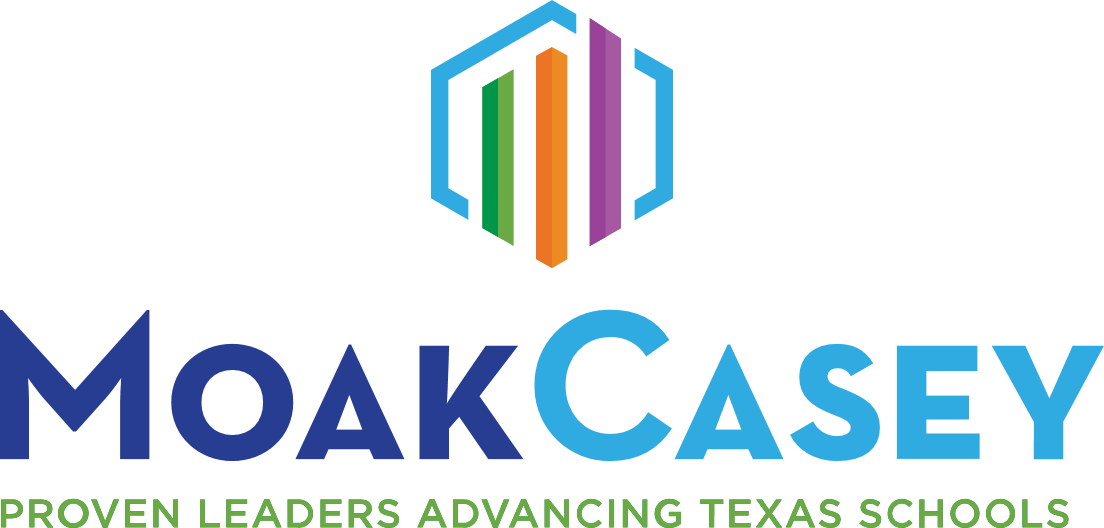 MOAKCASEY
PROVEN LEADERS ADVANCING TEXAS SCHOOLS